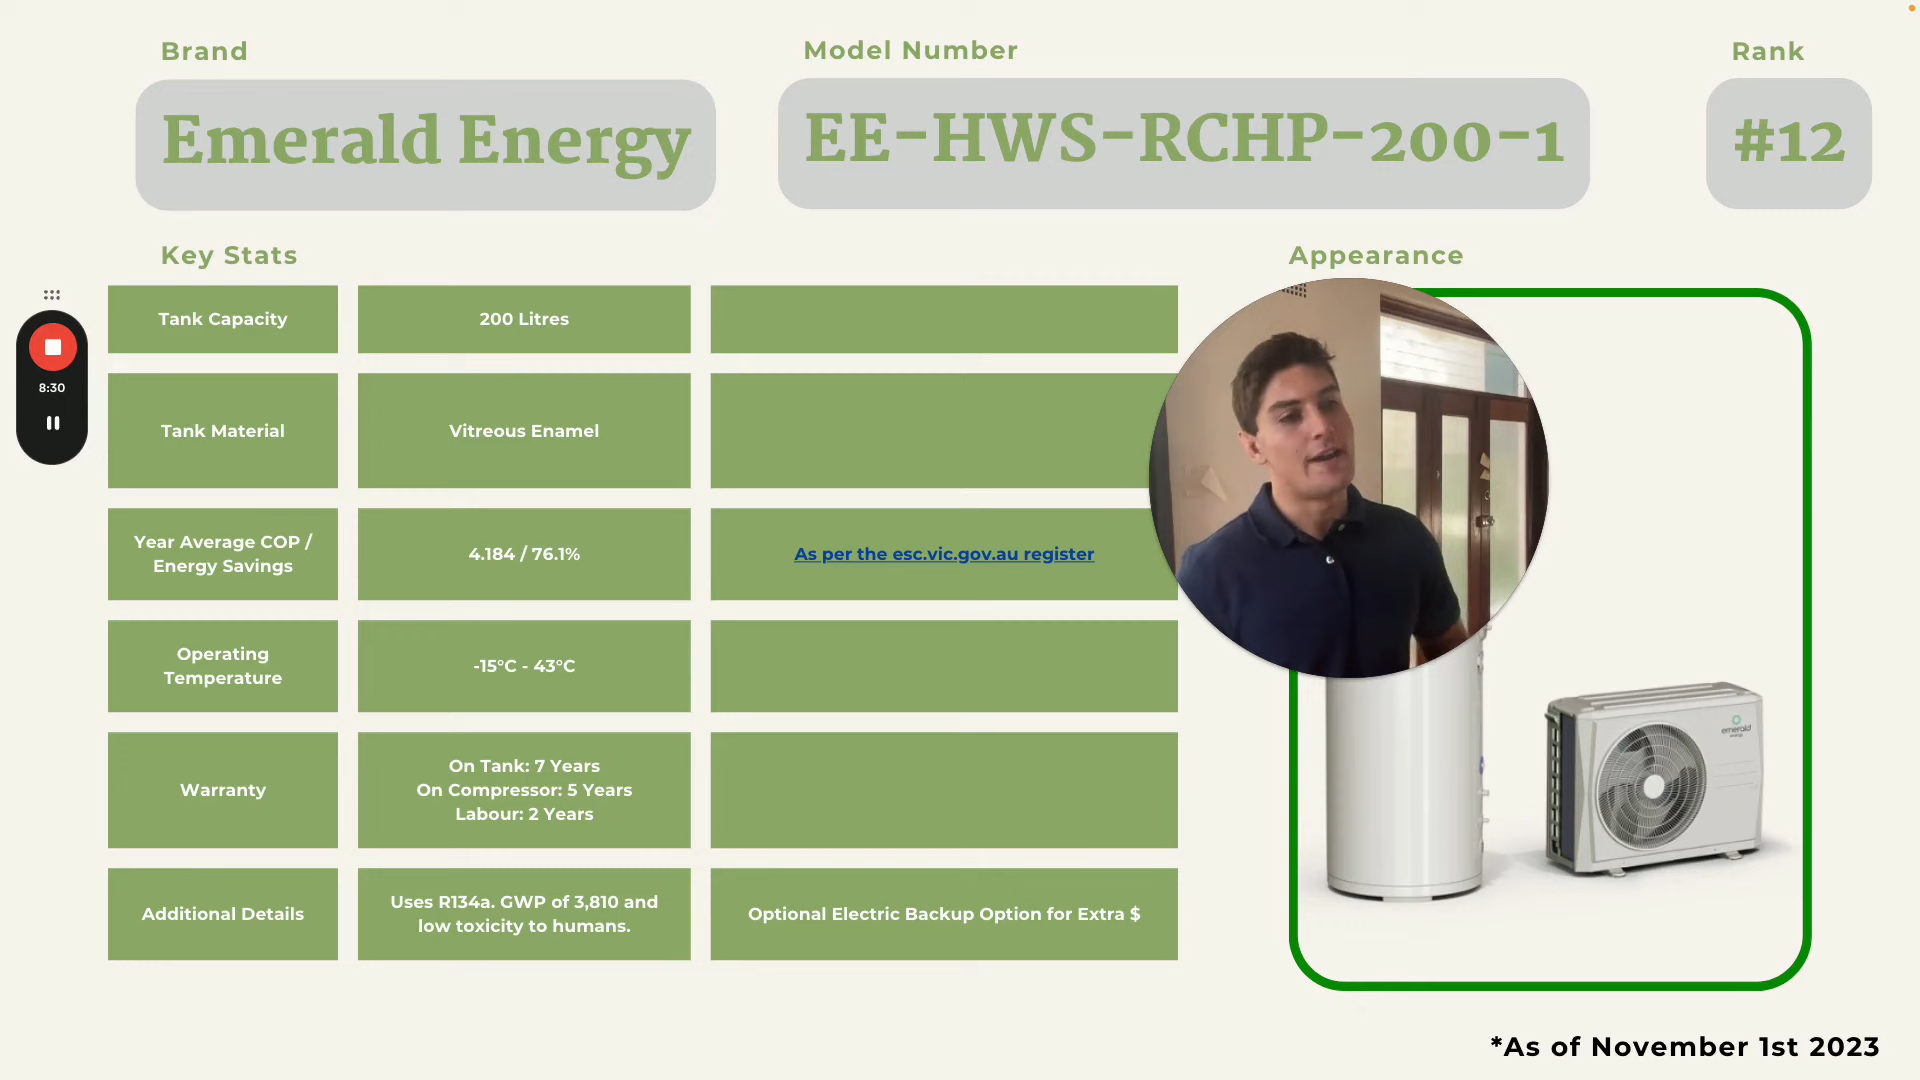 Brand
Model Number
Rank
Emerald Energy
EE-HWS-RCHP-200-1
#12
Key Stats
Appearance
Tank Capacity
200 Litres
Tank Material
Vitreous Enamel
8:30
Year Average COP /
Energy Savings
4.184 / 76.1%
As per the esc.vic.gov.au register
Operating
Temperature
-15°C - 43°C
Warranty
On Tank: 7 Years
On Compressor: 5 Years
Labour: 2 Years
Additional Details
Uses R134a. GWP of 3,810 and
low toxicity to humans.
Optional Electric Backup Option for Extra $
emerald
energy
*As of November 1st 2023